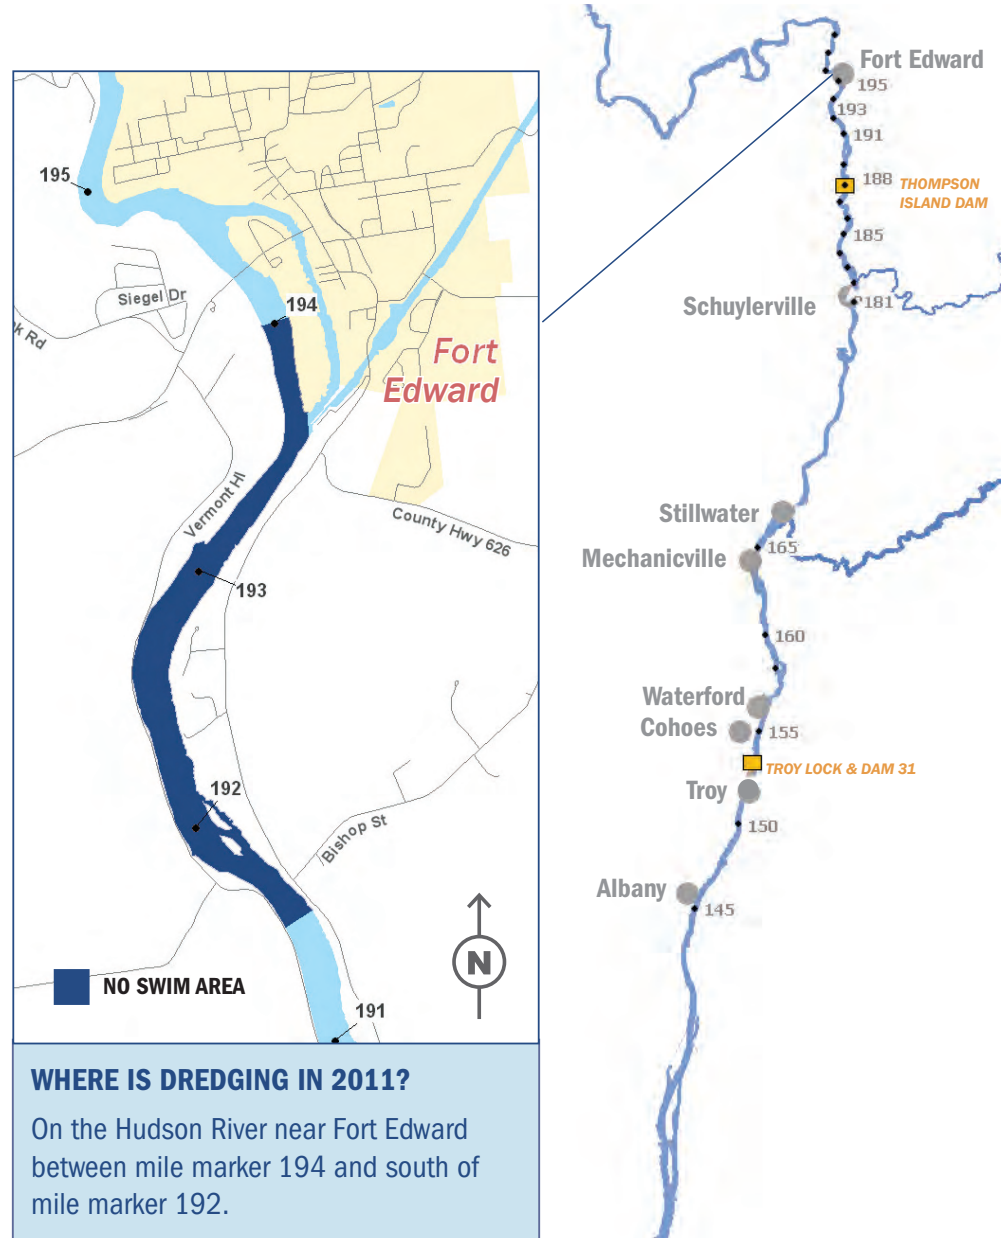 195
Siegel Dr
k Rd
194
Fort
Edward
Vermont Hl
County Hwy 626
193
192
Bishop St
N
NO SWIM AREA
191
WHERE IS DREDGING IN 2011?
On the Hudson River near Fort Edward
between mile marker 194 and south of
mile marker 192.
Fort Edward
195
193
191
188
THOMPSON
ISLAND DAM
185
Schuylerville
181
Stillwater
165
Mechanicville
160
Waterford
Cohoes
155
TROY LOCK & DAM 31
Troy
150
Albany
145